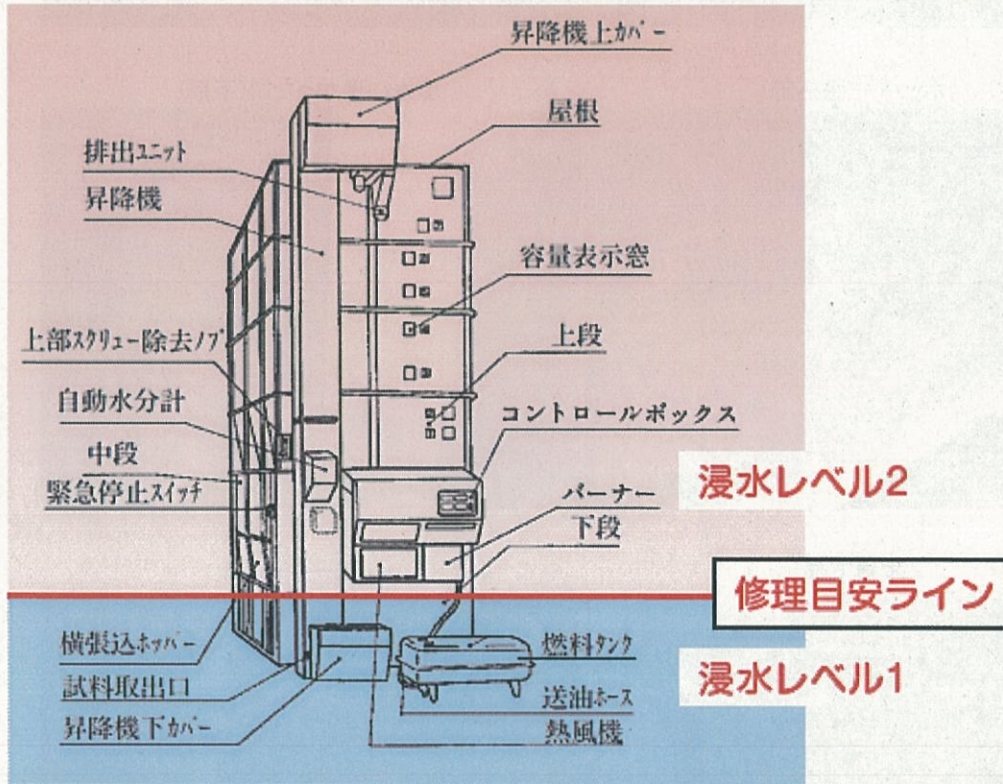 昇降機上カバー
屋根
排出ユニット
昇降機
容量表示窓
上部スクリュー除去ノブ
上段
自動水分計
コントロールボックス
中段
緊急停止スイッチ
バーナー
浸水レベル2
下段
修理目安ライン
横張込ホッパー
燃料タンク
試料取出口
浸水レベル1
送油ホース
昇降機下カバー
熱風機